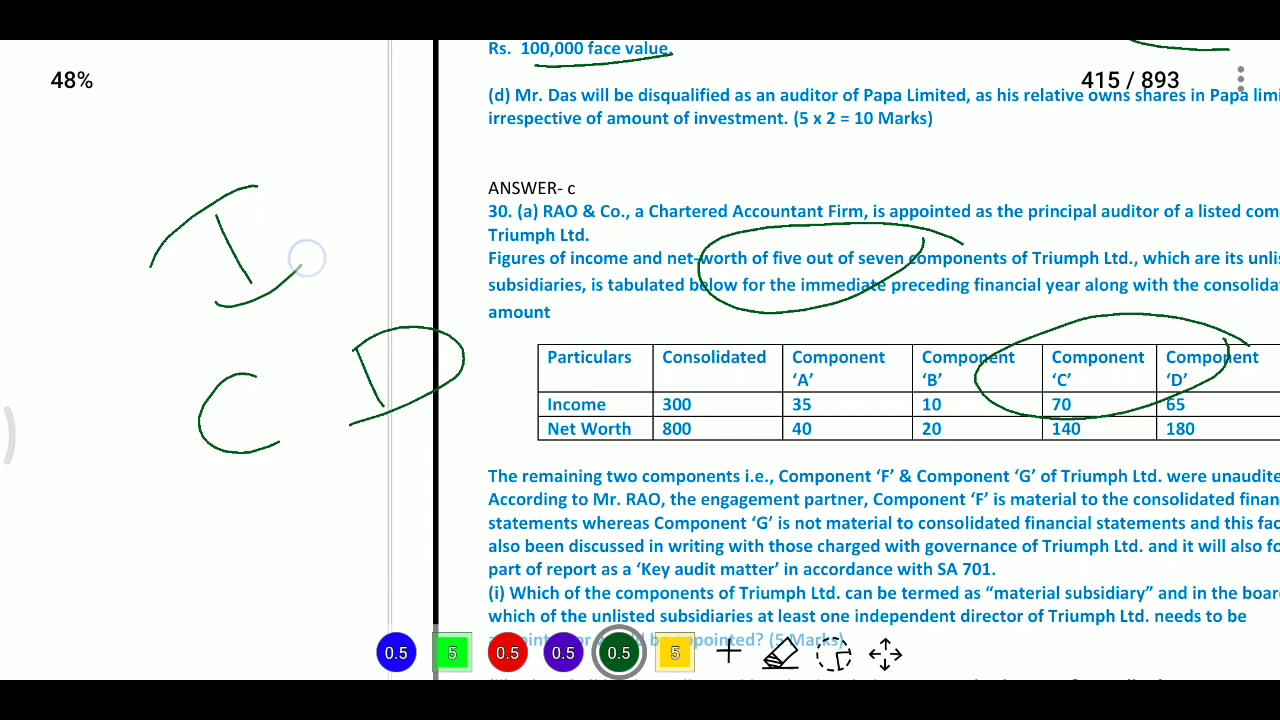 48%
415 / 893
Rs. 100,000 face value.
(d) Mr. Das will be disqualified as an auditor of Papa Limited, as his relative owns shares in Papa limi
irrespective of amount of investment. (5 x 2 = 10 Marks)
ANSWER- c
30. (a) RAO & Co., a Chartered Accountant Firm, is appointed as the principal auditor of a listed com
Triumph Ltd.
Figures of income and net-worth of five out of seven components of Triumph Ltd., which are its unlis
subsidiaries, is tabulated below for the immediate preceding financial year along with the consolida
amount
Particulars Consolidated Component ‘A’ Component ‘B’ Component ‘C’ Component ‘D’
Income 300 35 10 70 65
Net Worth 800 40 20 140 180
The remaining two components i.e., Component ‘F’ & Component ‘G’ of Triumph Ltd. were unaudite
According to Mr. RAO, the engagement partner, Component ‘F’ is material to the consolidated finan
statements whereas Component ‘G’ is not material to consolidated financial statements and this fac
also been discussed in writing with those charged with governance of Triumph Ltd. and it will also fo
part of report as a ‘Key audit matter’ in accordance with SA 701.
(i) Which of the components of Triumph Ltd. can be termed as “material subsidiary” and in the boar
which of the unlisted subsidiaries at least one independent director of Triumph Ltd. needs to be
appointed? (5 Marks)
I
C D
0.5 5 0.5 0.5 0.5 5